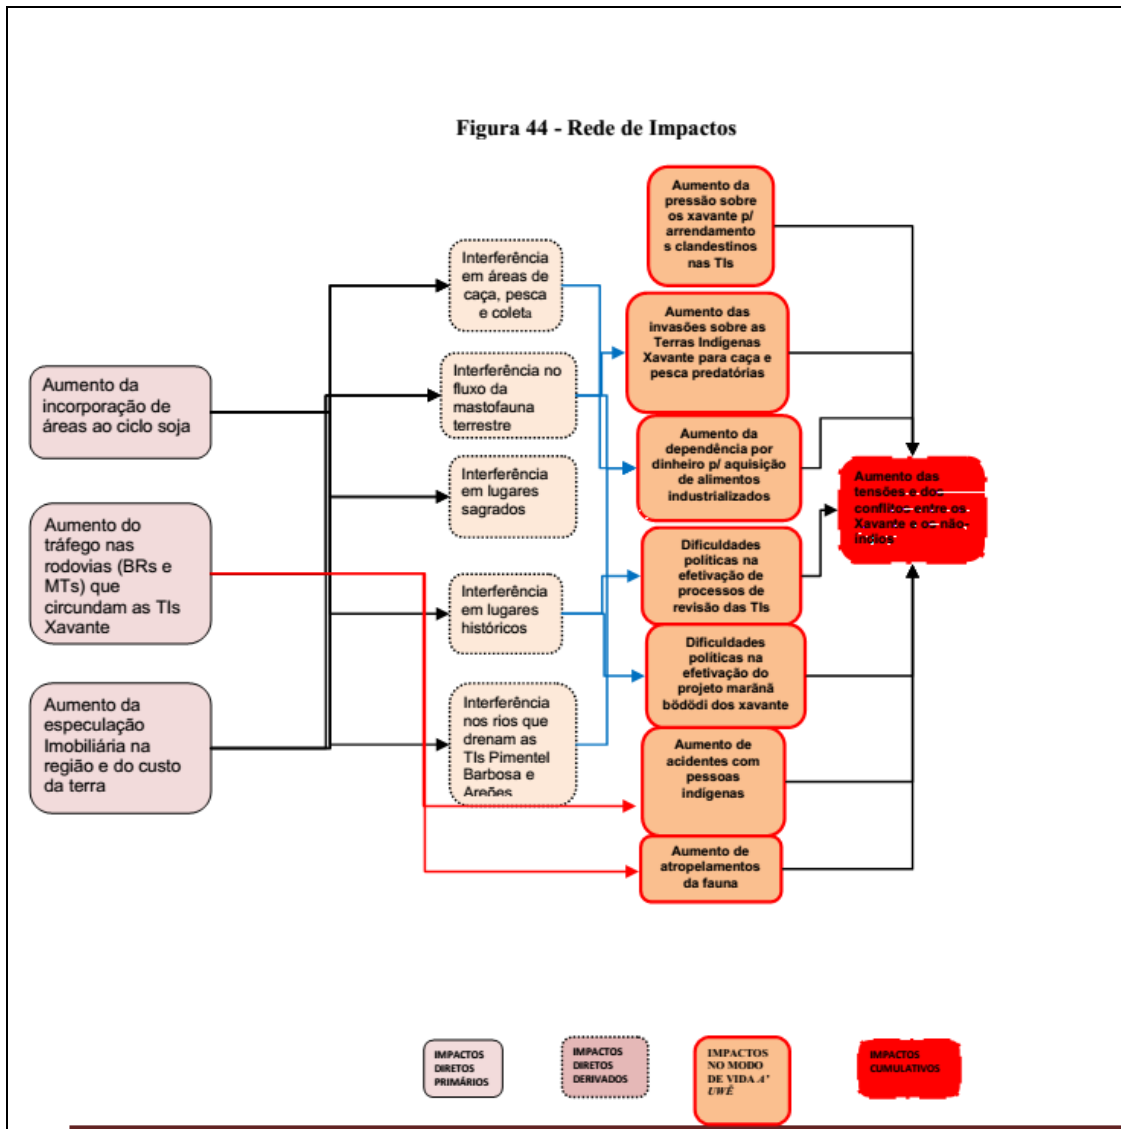 Figura 44 - Rede de Impactos
Aumento da
incorporação de
áreas ao ciclo soja
Aumento do
tráfego nas
rodovias (BRs e
MTs) que
circundam as TIs
Xavante
Aumento da
especulação
Imobiliária na
região e do custo
da terra
Interferência
em áreas de
caça, pesca
e coleta
Interferência no
fluxo da
mastofauna
terrestre
Interferência
em lugares
sagrados
Interferência
em lugares
históricos
Interferência
nos rios que
drenam as
TIs Pimentel
Barbosa e
Areões
Aumento da
pressão sobre
os xavante p/
arrendamento
s clandestinos
nas TIs
Aumento das
invasões sobre as
Terras Indígenas
Xavante para caça e
pesca predatórias
Aumento da
dependência por
dinheiro p/ aquisição
de alimentos
industrializados
Dificuldades
políticas na
efetivação de
processos de
revisão das TIs
Dificuldades
políticas na
efetivação do
projeto marãnã
bödödi dos xavante
Aumento de
acidentes com
pessoas
indígenas
Aumento de
atropelamentos
da fauna
Aumento das
tensões e dos
conflitos entre os
Xavante e os não-
índios
IMPACTOS
DIRETOS
PRIMÁRIOS
IMPACTOS
DIRETOS
DERIVADOS
IMPACTOS
NO MODO
DE VIDA A'
UWÊ
IMPACTOS
CUMULATIVOS